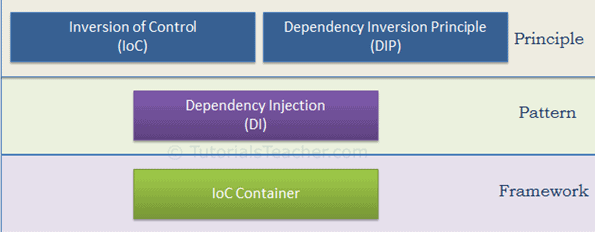 Inversion of Control
(IoC)
Dependency Inversion Principle
(DIP)
Principle
Dependency Injection
(DI)
Pattern
© TutorialsTeacher.com
IoC Container
Framework